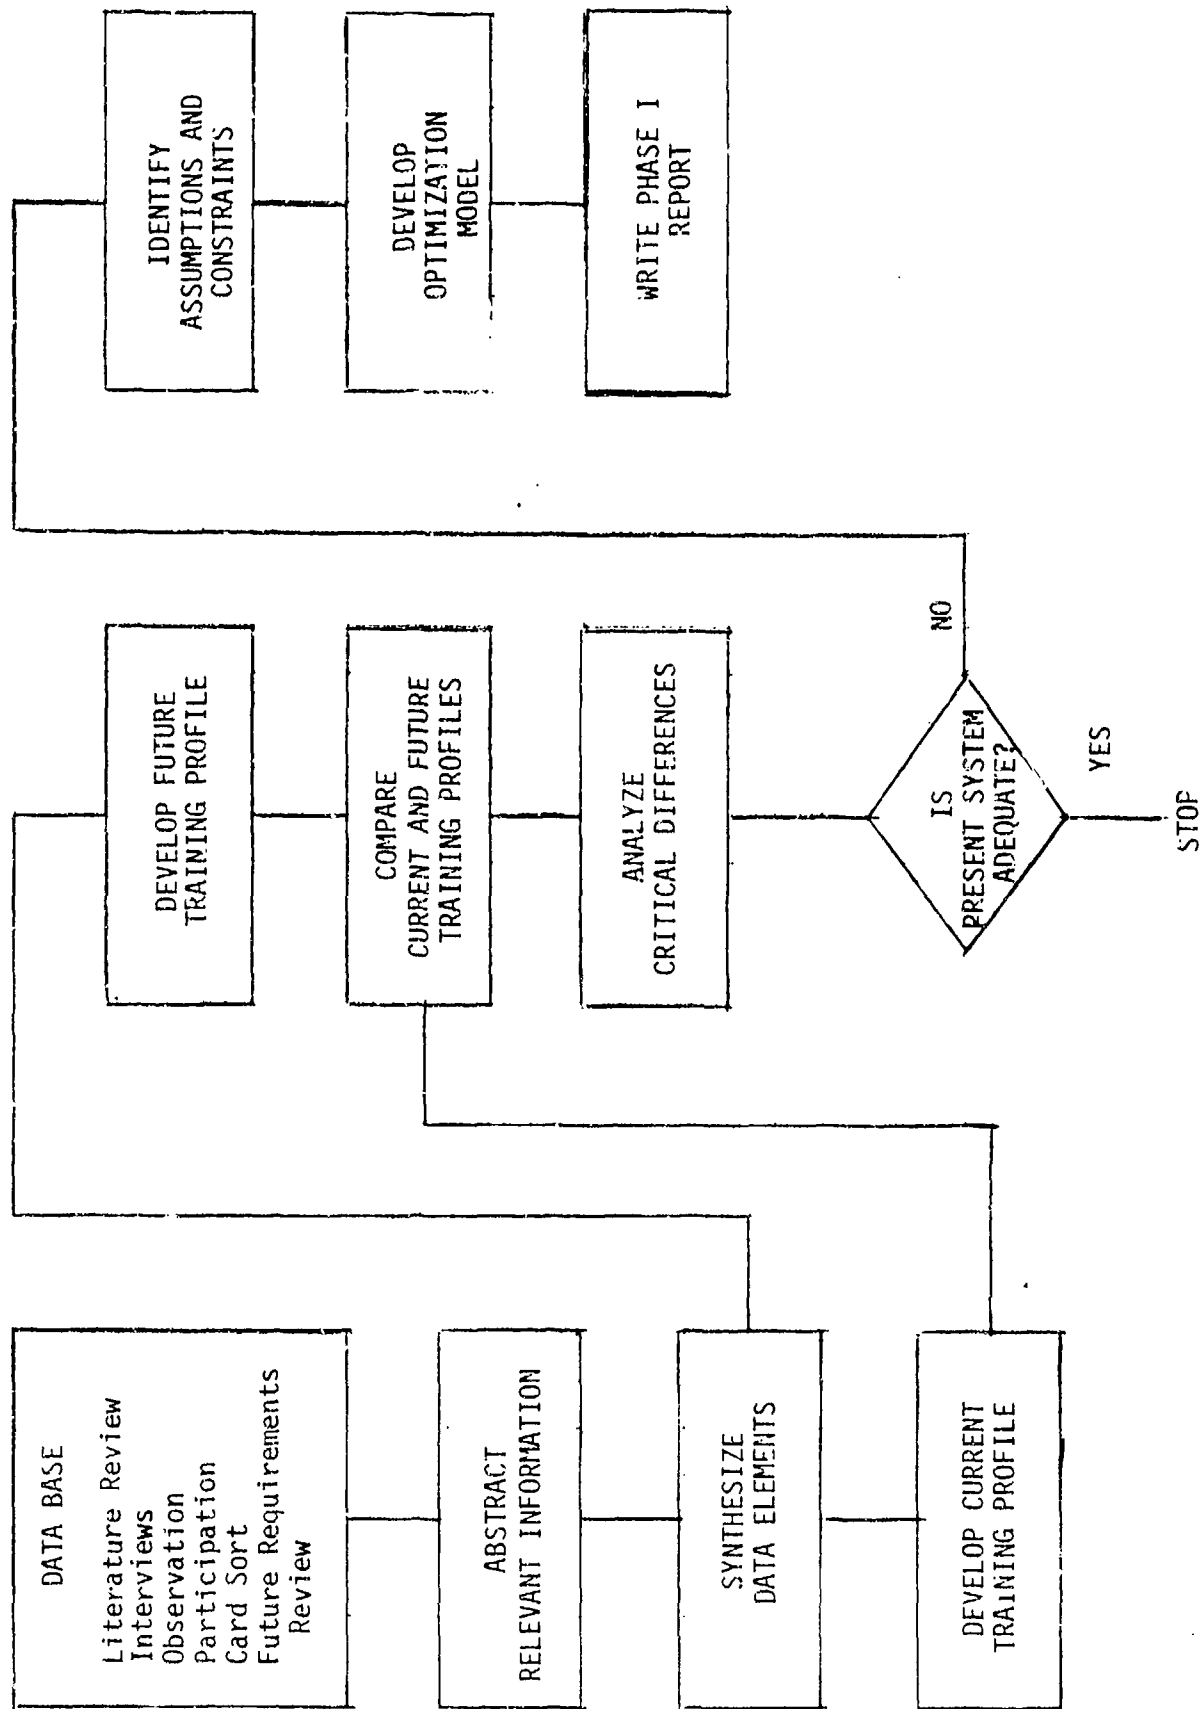 DATA BASE
Literature Review
Interviews
Observation
Participation
Card Sort
Future Requirements
Review
ABSTRACT
RELEVANT INFORMATION
SYNTHESIZE
DATA ELEMENTS
DEVELOP CURRENT
TRAINING PROFILE
DEVELOP FUTURE
TRAINING PROFILE
COMPARE
CURRENT AND FUTURE
TRAINING PROFILES
ANALYZE
CRITICAL DIFFERENCES
IS
PRESENT SYSTEM
ADEQUATE?
NO
YES
STOP
IDENTIFY
ASSUMPTIONS AND
CONSTRAINTS
DEVELOP
OPTIMIZATION
MODEL
WRITE PHASE I
REPORT